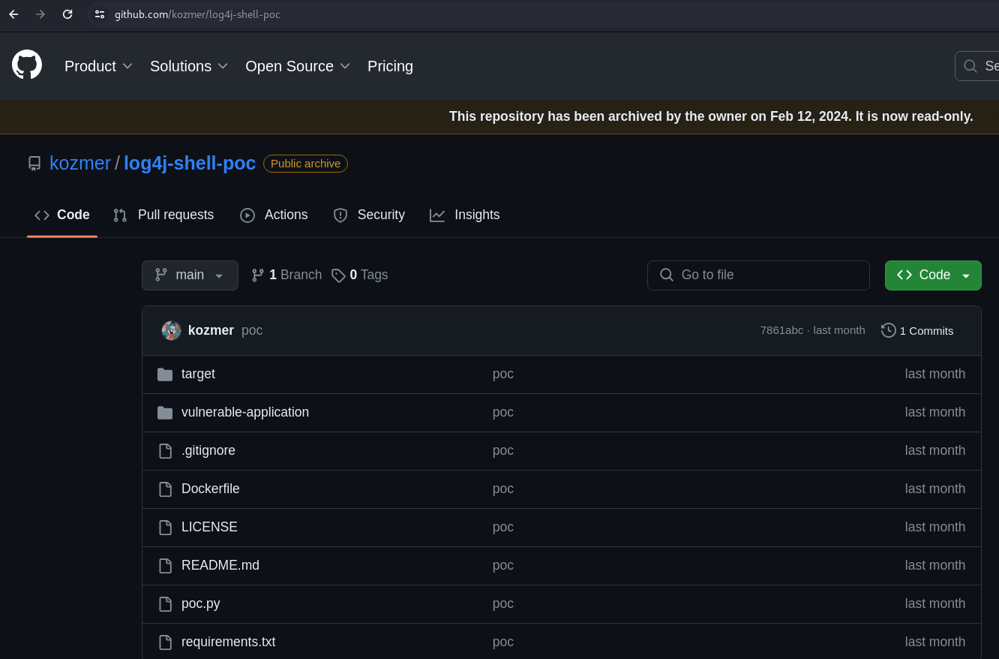 github.com/kozmer/log4j-shell-poc
Product Solutions Open Source Pricing
This repository has been archived by the owner on Feb 12, 2024. It is now read-only.
kozmer / log4j-shell-poc Public archive
Code Pull requests Actions Security Insights
main 1 Branch 0 Tags Go to file Code
kozmer poc 7861abc · last month 1 Commits
target poc last month
vulnerable-application poc last month
.gitignore poc last month
Dockerfile poc last month
LICENSE poc last month
README.md poc last month
poc.py poc last month
requirements.txt poc last month